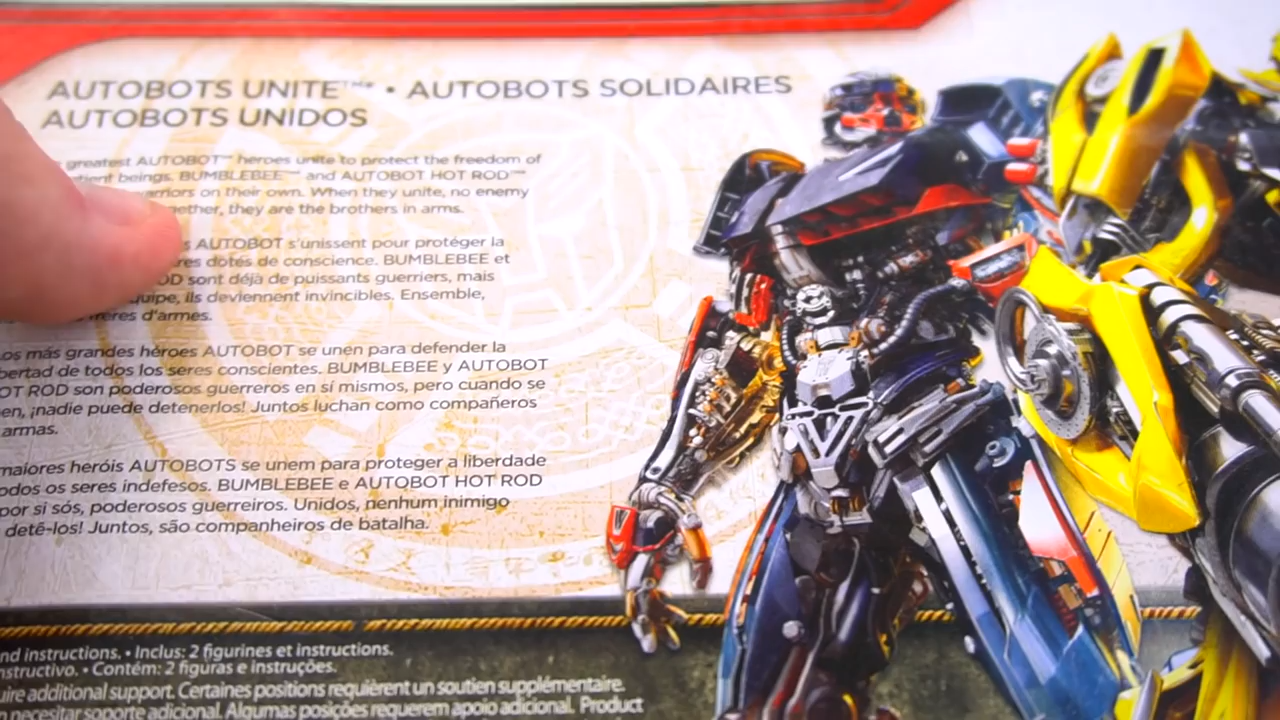 AUTOBOTS UNITE™* • AUTOBOTS SOLIDAIRES
AUTOBOTS UNIDOS
greatest AUTOBOT™ heroes unite to protect the freedom of
beings. BUMBLEBEE™ and AUTOBOT HOT ROD™
on their own. When they unite, no enemy
they are the brothers in arms.
AUTOBOT s'unissent pour protéger la
dotés de conscience. BUMBLEBEE et
sont déjà de puissants guerriers, mais
ils deviennent invincibles. Ensemble,
d'armes.
os más grandes héroes AUTOBOT se unen para defender la
bertad de todos los seres conscientes. BUMBLEBEE y AUTOBOT
OT ROD son poderosos guerreros en sí mismos, pero cuando se
en, ¡nadie puede detenerlos! Juntos luchan como compañeros
armas.
maiores heróis AUTOBOTS se unem para proteger a liberdade
odos os seres indefesos. BUMBLEBEE e AUTOBOT HOT ROD
por si sós, poderosos guerreiros. Unidos, nenhum inimigo
detê-los! Juntos, são companheiros de batalha.
nd instructions. • Inclus: 2 figurines et instructions.
nstructivo. • Contém: 2 figuras e instruções.
uire additional support. Certaines positions requièrent un soutien supplémentaire.
necesitar soporte adicional. Algumas posições requerem apoio adicional. Product